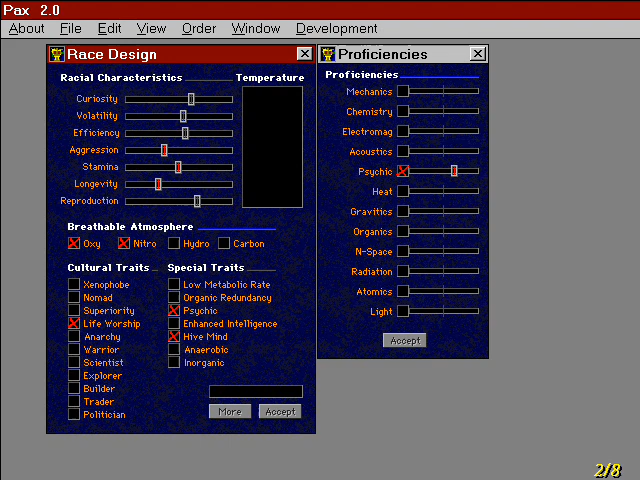 Pax 2.0
About File Edit View Order Window Development
Race Design
Racial Characteristics Temperature
Curiosity
Volatility
Efficiency
Aggression
Stamina
Longevity
Reproduction
Breathable Atmosphere
Oxy Nitro Hydro Carbon
Cultural Traits Special Traits
Xenophobe Low Metabolic Rate
Nomad Organic Redundancy
Superiority Psychic
Life Worship Enhanced Intelligence
Anarchy Hive Mind
Warrior Anaerobic
Scientist Inorganic
Explorer
Builder
Trader
Politician
More Accept
Proficiencies
Proficiencies
Mechanics
Chemistry
Electromag
Acoustics
Psychic
Heat
Gravitics
Organics
N-Space
Radiation
Atomics
Light
Accept
2/8